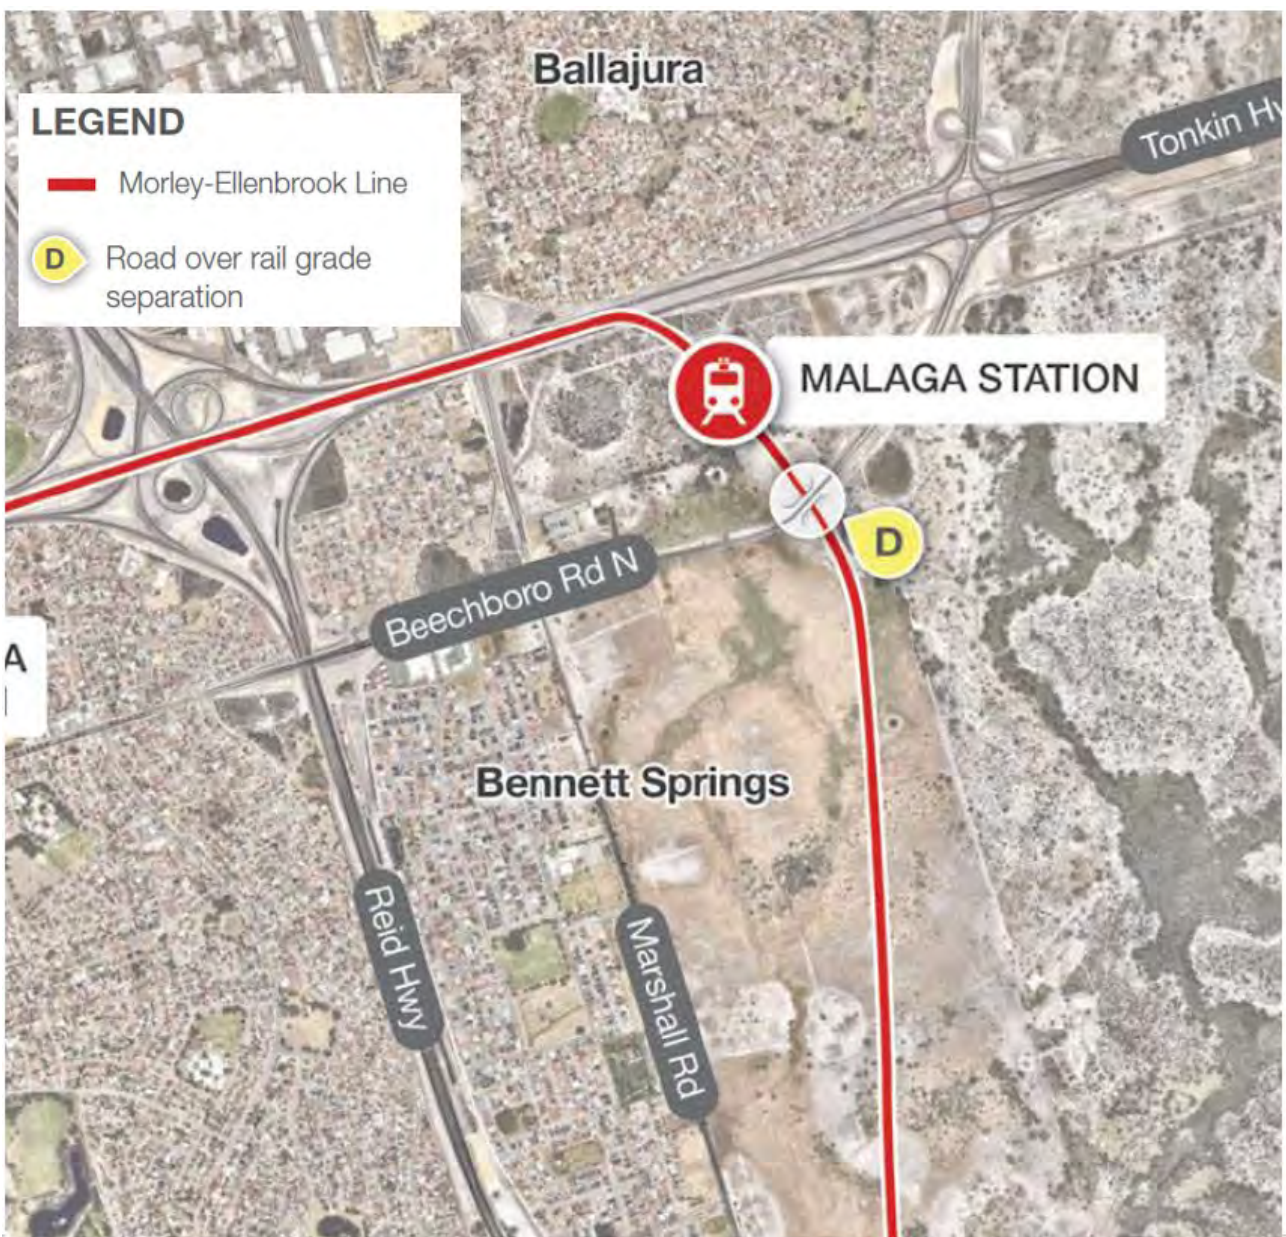 Ballajura
LEGEND
Morley-Ellenbrook Line
D
Road over rail grade
separation
Tonkin
MALAGA STATION
D
Beechboro Rd N
A
Bennett Springs
Reid Hwy
Marshall Rd